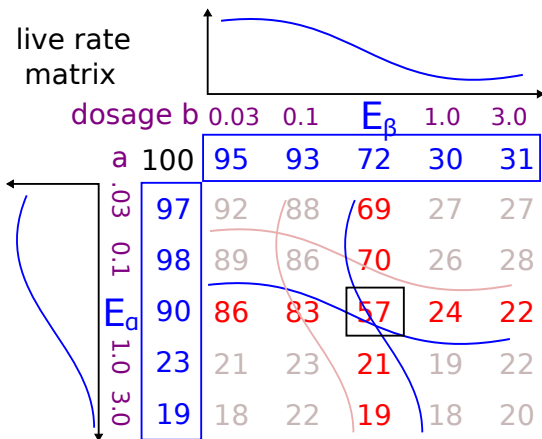 live rate
matrix
dosage b 0.03 0.1 Eβ 1.0 3.0
a 100 95 93 72 30 31
.03 97 92 88 69 27 27
0.1 98 89 86 70 26 28
Eα 90 86 83 57 24 22
1.0 23 21 23 21 19 22
3.0 19 18 22 19 18 20